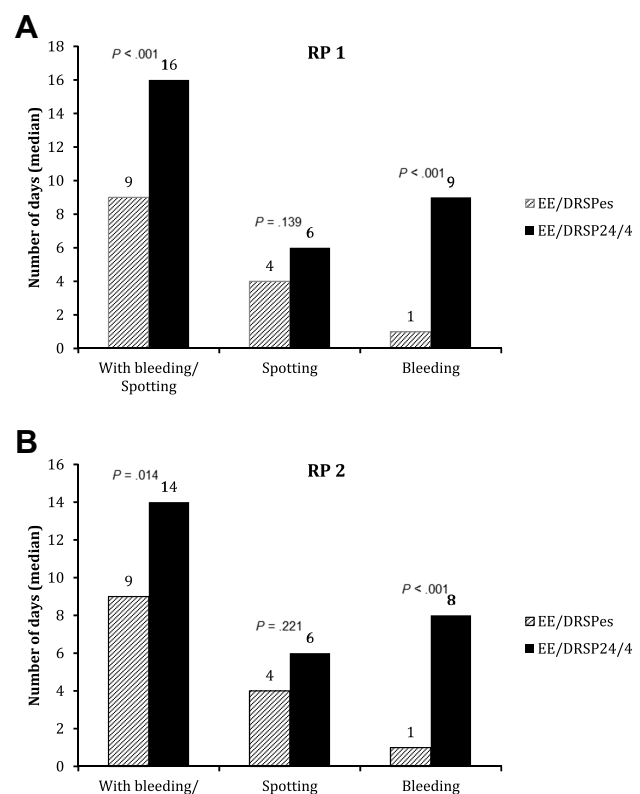 A
RP 1
Number of days (median)
18
16
14
12
10
8
6
4
2
0
P < .001
9
16
P = .139
4
6
P < .001
1
9
With bleeding/
Spotting
Spotting
Bleeding
EE/DRSPes
EE/DRSP24/4
B
RP 2
Number of days (median)
16
14
12
10
8
6
4
2
0
P = .014
9
14
P = .221
4
6
P < .001
1
8
With bleeding/
Spotting
Bleeding
EE/DRSPes
EE/DRSP24/4